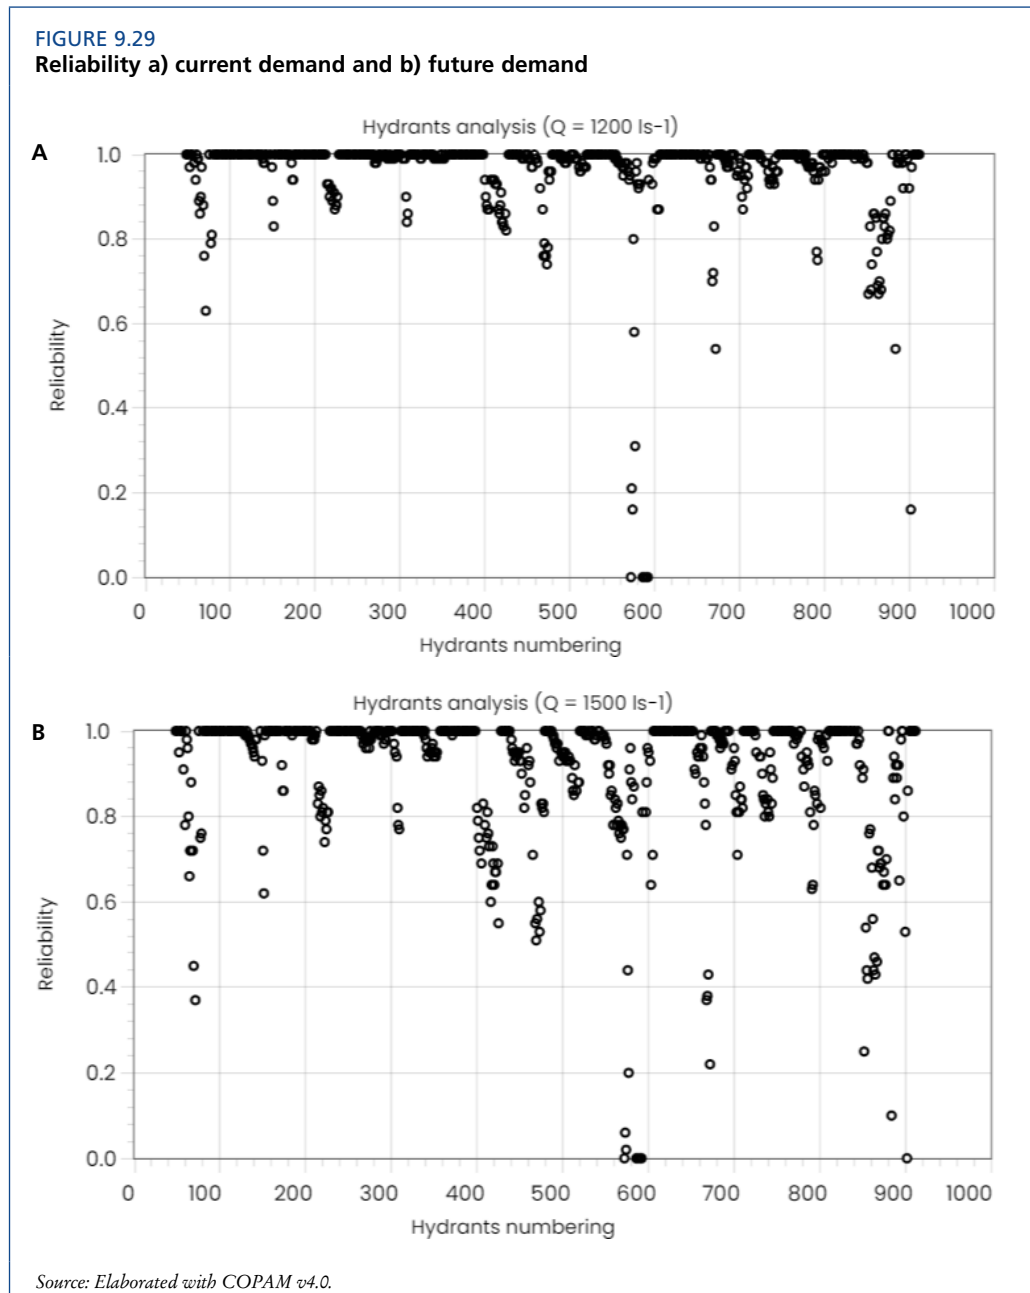 FIGURE 9.29
Reliability a) current demand and b) future demand
Hydrants analysis (Q = 1200 ls-1)
A
1.0
0.8
0.6
0.4
0.2
0.0
Reliability
0 100 200 300 400 500 600 700 800 900 1000
Hydrants numbering
Hydrants analysis (Q = 1500 ls-1)
B
1.0
0.8
0.6
0.4
0.2
0.0
Reliability
0 100 200 300 400 500 600 700 800 900 1000
Hydrants numbering
Source: Elaborated with COPAM v4.0.